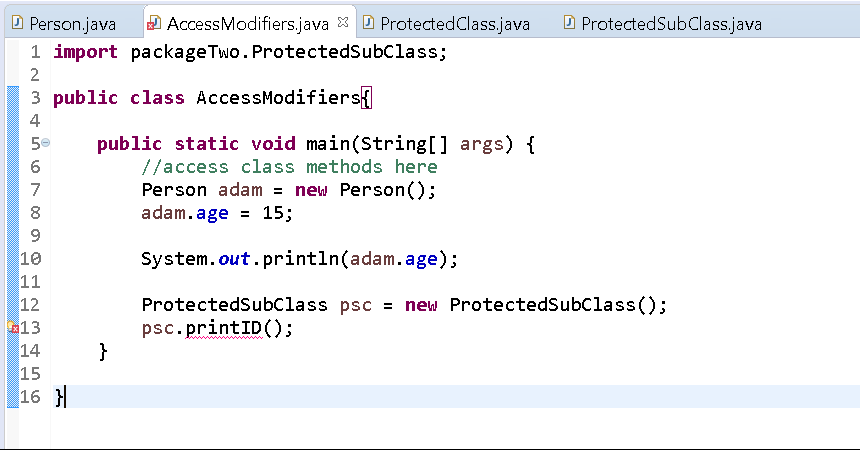 Person.java AccessModifiers.java ProtectedClass.java ProtectedSubClass.java
1 import packageTwo.ProtectedSubClass;
2
3 public class AccessModifiers{
4
5 public static void main(String[] args) {
6 //access class methods here
7 Person adam = new Person();
8 adam.age = 15;
9
10 System.out.println(adam.age);
11
12 ProtectedSubClass psc = new ProtectedSubClass();
13 psc.printID();
14 }
15
16 }